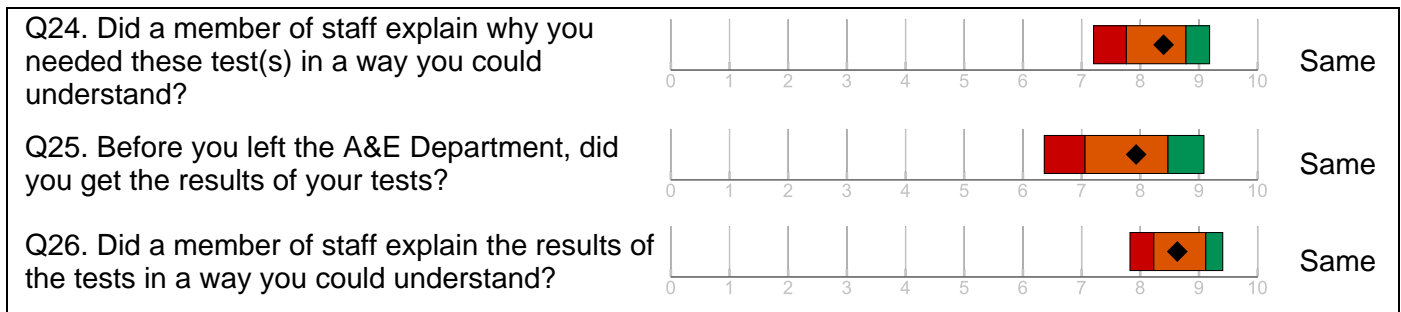 Q24. Did a member of staff explain why you
needed these test(s) in a way you could
understand?
0 1 2 3 4 5 6 7 8 9 10
Same
Q25. Before you left the A&E Department, did
you get the results of your tests?
0 1 2 3 4 5 6 7 8 9 10
Same
Q26. Did a member of staff explain the results of
the tests in a way you could understand?
0 1 2 3 4 5 6 7 8 9 10
Same